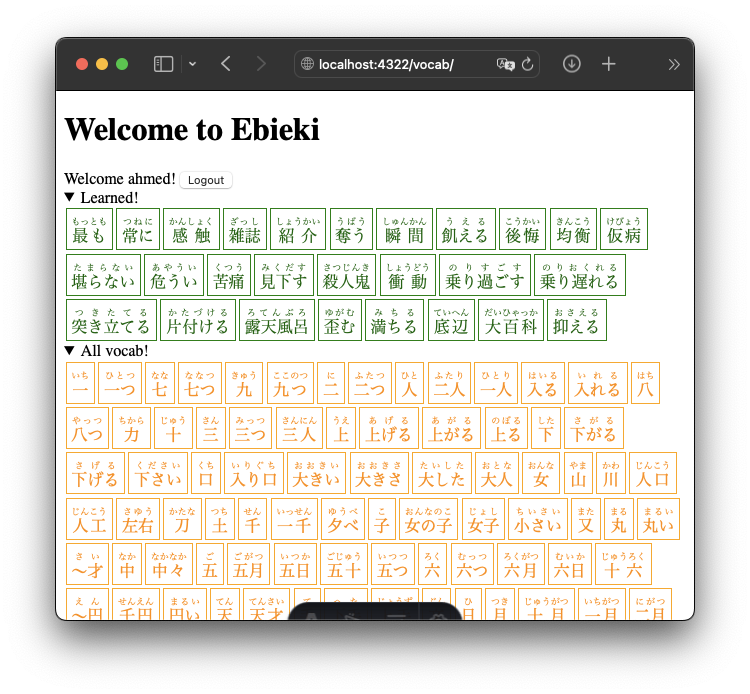 localhost:4322/vocab/
Welcome to Ebieki
Welcome ahmed! Logout
▼ Learned!
もっとも つねに かんしょく ざっし しょうかい うばう しゅんかん うえる こうかい きんこう けびょう
最も 常に 感触 雑誌 紹介 奪う 瞬間 飢える 後悔 均衡 仮病
たまらない あやうい くつう みくだす さつじんき しょうどう のりすごす のりおくれる
堪らない 危うい 苦痛 見下す 殺人鬼 衝動 乗り過ごす 乗り遅れる
つきたてる かたづける ろてんぶろ ゆがむ みちる ていへん だいひゃっか おさえる
突き立てる 片付ける 露天風呂 歪む 満ちる 底辺 大百科 抑える
▼ All vocab!
いち ひとつ なな ななつ きゅう ここのつ に ふたつ ひと ふたり ひとり はいる いれる はち
一 一つ 七 七つ 九 九つ 二 二つ 人 二人 一人 入る 入れる 八
やっつ ちから じゅう さん みっつ さんにん うえ あげる あがる のぼる した さがる
八つ 力 十 三 三つ 三人 上 上げる 上がる 上る 下 下がる
さげる ください くち いりぐち おおきい おおきさ たいした おとな おんな やま かわ じんこう
下げる 下さい 口 入り口 大きい 大きさ 大した 大人 女 山 川 人口
じんこう さゆう かたな つち せん いっせん ゆうべ こ おんなのこ じょし ちいさい また まる まるい
人工 左右 刀 土 千 一千 夕べ 子 女の子 女子 小さい 又 丸 丸い
さい なか なかなか ご ごがつ いつか ごじゅう いつつ ろく むっつ ろくがつ むいか じゅうろく
〜才 中 中々 五 五月 五日 五十 五つ 六 六つ 六月 六日 十六
えん せんえん まるい てん てんさい ひ つき じゅうがつ いちがつ にがつ
〜円 千円 円い 天 天才 日 月 十月 一月 二月